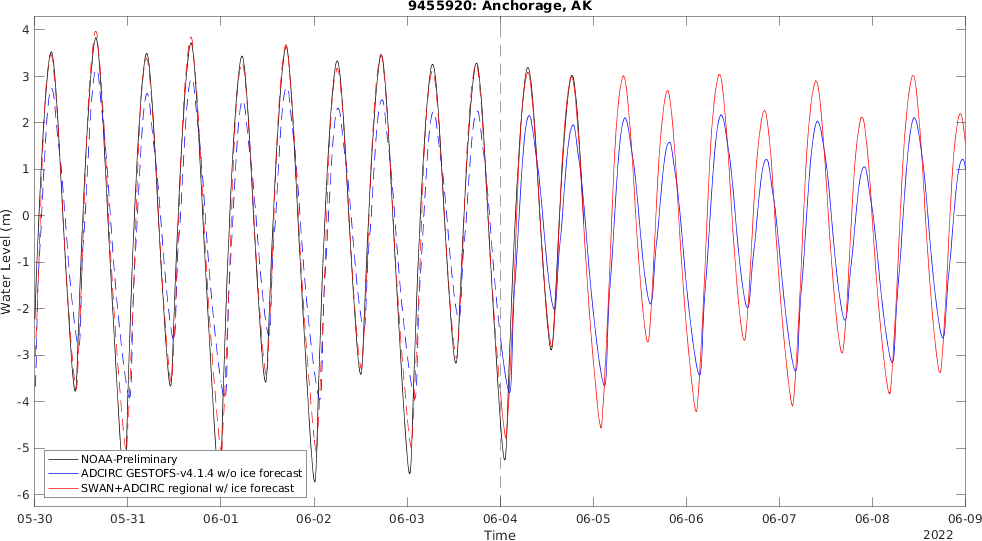 9455920: Anchorage, AK
4
3
2
1
0
-1
-2
-3
-4
-5
-6
Water Level (m)
NOAA-Preliminary
ADCIRC GESTOFS-v4.1.4 w/o ice forecast
SWAN+ADCIRC regional w/ ice forecast
05-30 05-31 06-01 06-02 06-03 06-04 06-05 06-06 06-07 06-08 06-09
Time
2022